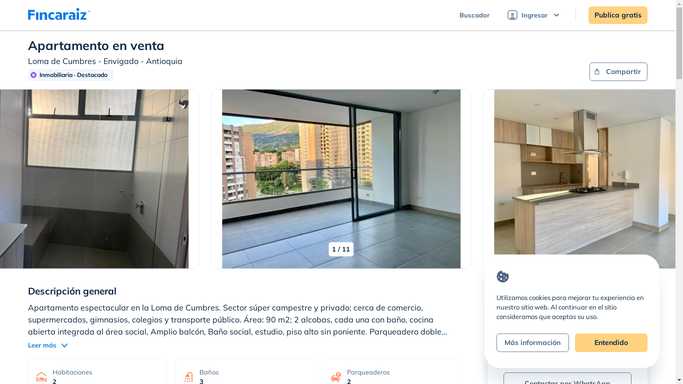 Fincaraiz
Buscador
Ingresar
Publica gratis
Apartamento en venta
Loma de Cumbres - Envigado - Antioquia
Inmobiliaria - Destacado
Compartir
1 / 11
Descripción general
Apartamento espectacular en la Loma de Cumbres. Sector súper campestre y privado; cerca de comercio,
supermercados, gimnasios, colegios y transporte público. Área: 90 m2; 2 alcobas, cada una con baño, cocina
abierta integrada al área social, Amplio balcón, Baño social, estudio, piso alto sin poniente. Parqueadero doble...
Leer más
Habitaciones
2
Baños
3
Parqueaderos
2
Utilizamos cookies para mejorar tu experiencia en
nuestro sitio web. Al continuar en el sitio
consideramos que aceptas su uso.
Más información
Entendido
Contactar por WhatsApp